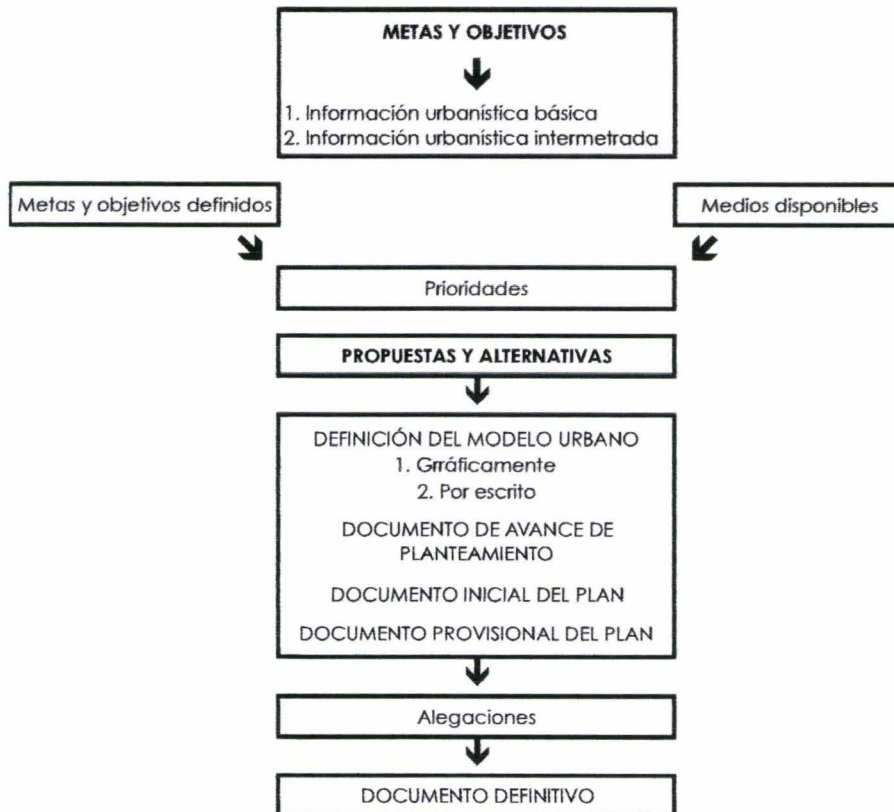 METAS Y OBJETIVOS
1. Información urbanística básica
2. Información urbanística intermetrada
Metas y objetivos definidos
Medios disponibles
Prioridades
PROPUESTAS Y ALTERNATIVAS
DEFINICIÓN DEL MODELO URBANO
1. Grráficamente
2. Por escrito
DOCUMENTO DE AVANCE DE
PLANTEAMIENTO
DOCUMENTO INICIAL DEL PLAN
DOCUMENTO PROVISIONAL DEL PLAN
Alegaciones
DOCUMENTO DEFINITIVO